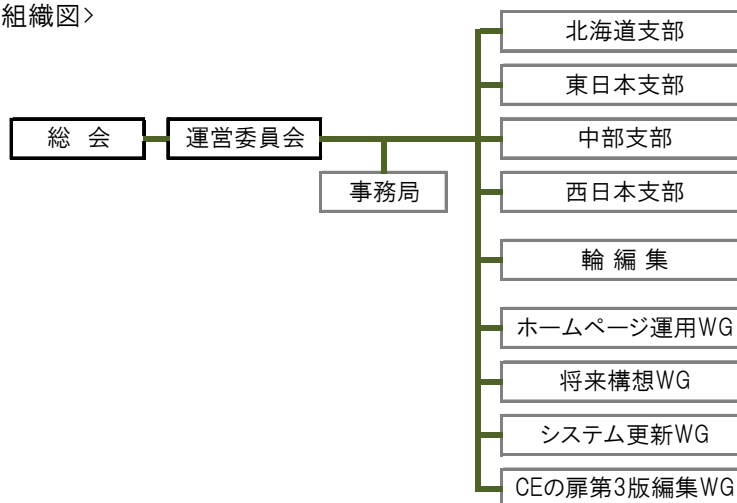 組織図>
北海道支部
東日本支部
総 会
運営委員会
中部支部
事務局
西日本支部
輪 編 集
ホームページ運用WG
将来構想WG
システム更新WG
CEの扉第3版編集WG